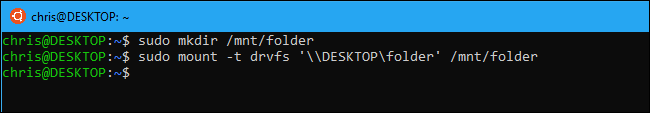 chris@DESKTOP: ~
chris@DESKTOP:~$ sudo mkdir /mnt/folder
chris@DESKTOP:~$ sudo mount -t drvfs '\\DESKTOP\folder' /mnt/folder
chris@DESKTOP:~$